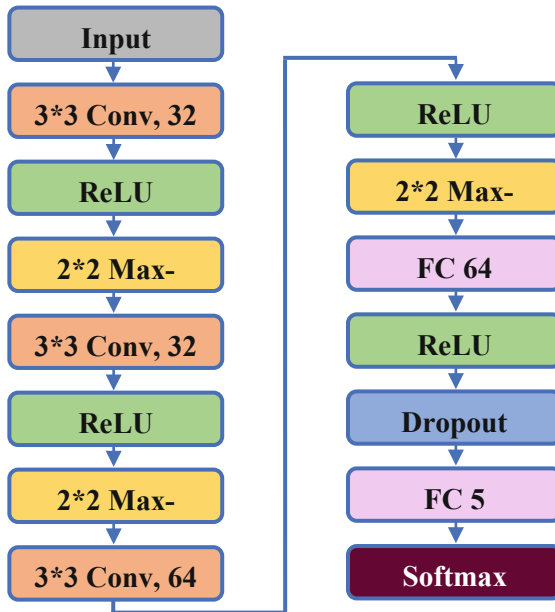 Input
3*3 Conv, 32
ReLU
2*2 Max-
3*3 Conv, 32
ReLU
2*2 Max-
3*3 Conv, 64
ReLU
2*2 Max-
FC 64
ReLU
Dropout
FC 5
Softmax